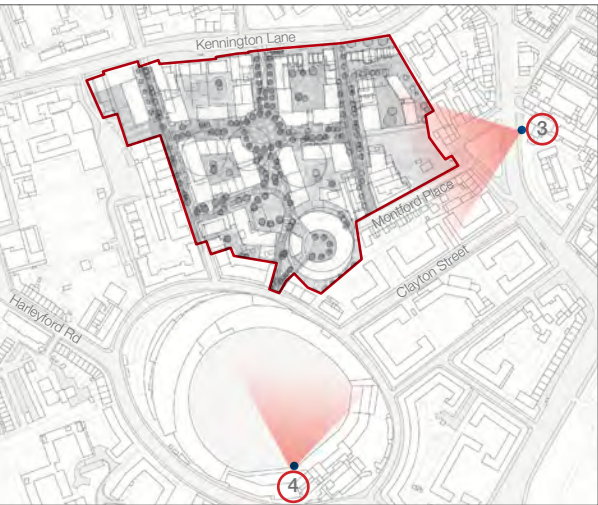 Kennington Lane
3
Montford Place
Clayton Street
Harleyford Rd
4